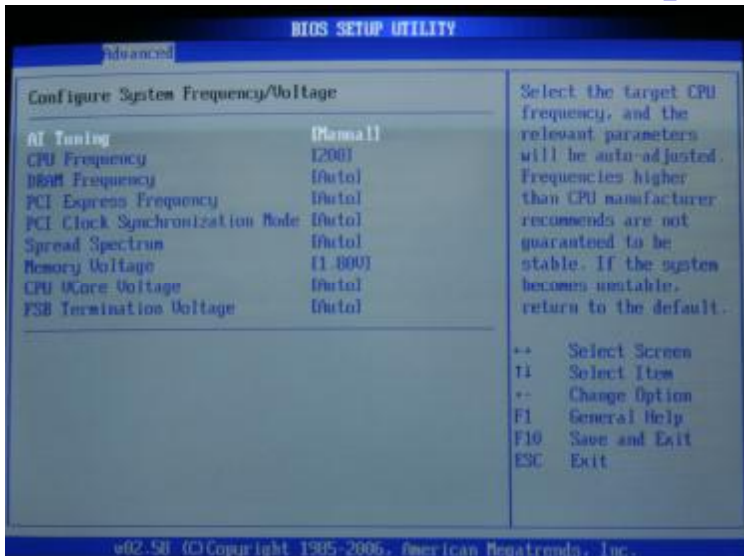 BIOS SETUP UTILITY
Advanced
Configure System Frequency/Voltage
AI Tuning [Manual]
CPU Frequency [200]
DRAM Frequency [Auto]
PCI Express Frequency [Auto]
PCI Clock Synchronization Mode [Auto]
Spread Spectrum [Auto]
Memory Voltage [1.80V]
CPU VCore Voltage [Auto]
FSB Termination Voltage [Auto]
Select the target CPU
frequency, and the
relevant parameters
will be auto-adjusted.
Frequencies higher
than CPU manufacturer
recommends are not
guaranteed to be
stable. If the system
becomes unstable,
return to the default.
←→ Select Screen
↑↓ Select Item
+- Change Option
F1 General Help
F10 Save and Exit
ESC Exit
v02.58 (C)Copyright 1985-2006, American Megatrends, Inc.